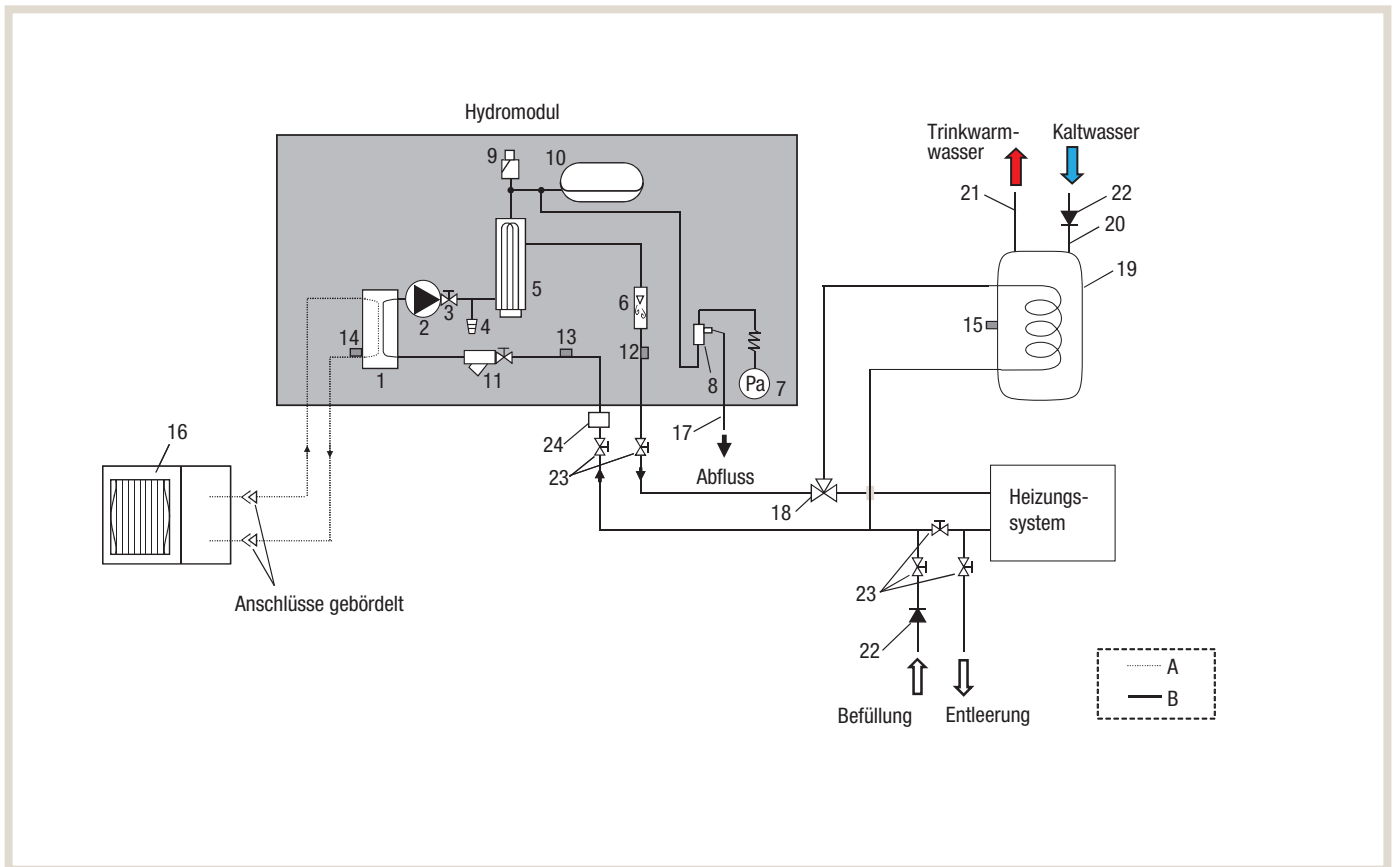 Hydromodul
Trinkwarm-
wasser
Kaltwasser
9
10
21
22
20
19
5
6
2
3
4
14
13
12
15
1
11
8
Pa
7
16
24
17
23
Abfluss
18
Heizungs-
system
23
Anschlüsse gebördelt
22
A
B
Befüllung
Entleerung